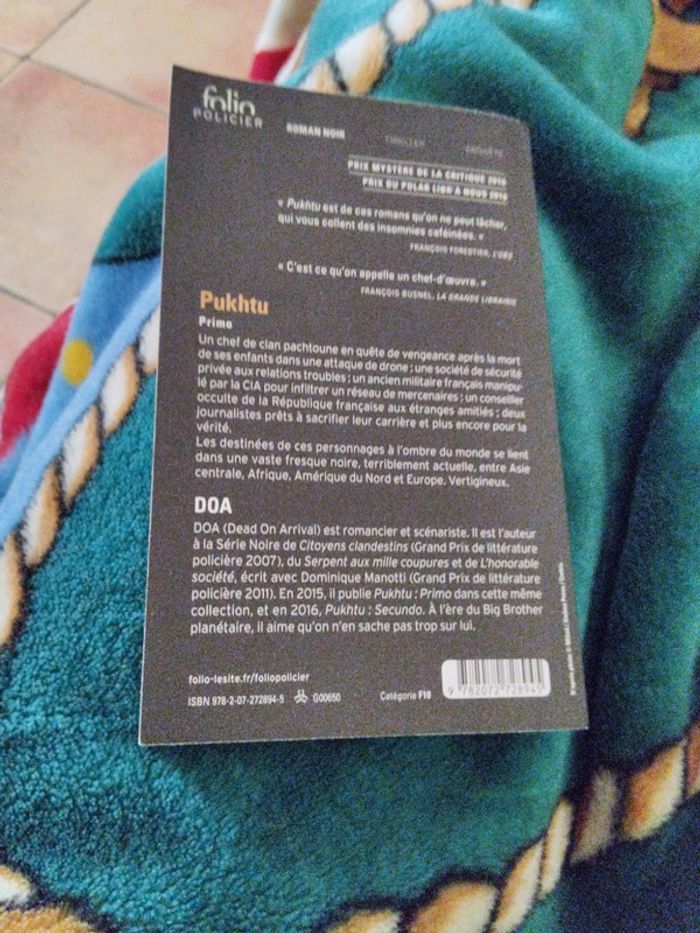 folio
POLICIER
ROMAN NOIR THRILLER ENQUÊTE
PRIX MYSTÈRE DE LA CRITIQUE 2016
PRIX DU POLAR LIRE À NOUS 2016
« Pukhtu est de ces romans qu'on ne peut lâcher,
qui vous collent des insomnies caféinées. »
FRANÇOIS FORESTIER, L'OBS
« C'est ce qu'on appelle un chef-d'œuvre. »
FRANÇOIS BUSNEL, LA GRANDE LIBRAIRIE
Pukhtu
Primo
Un chef de clan pachtoune en quête de vengeance après la mort
de ses enfants dans une attaque de drone ; une société de sécurité
privée aux relations troubles ; un ancien militaire français manipu-
lé par la CIA pour infiltrer un réseau de mercenaires ; un conseiller
occulte de la République française aux étranges amitiés ; deux
journalistes prêts à sacrifier leur carrière et plus encore pour la
vérité.
Les destinées de ces personnages à l'ombre du monde se lient
dans une vaste fresque noire, terriblement actuelle, entre Asie
centrale, Afrique, Amérique du Nord et Europe. Vertigineux.
DOA
DOA (Dead On Arrival) est romancier et scénariste. Il est l'auteur
à la Série Noire de Citoyens clandestins (Grand Prix de littérature
policière 2007), du Serpent aux mille coupures et de L'honorable
société, écrit avec Dominique Manotti (Grand Prix de littérature
policière 2011). En 2015, il publie Pukhtu : Primo dans cette même
collection, et en 2016, Pukhtu : Secundo. À l'ère du Big Brother
planétaire, il aime qu'on n'en sache pas trop sur lui.
folio-lesite.fr/foliopolicier
ISBN 978-2-07-272894-5 G00650 Catégorie F10
9 782072 728945